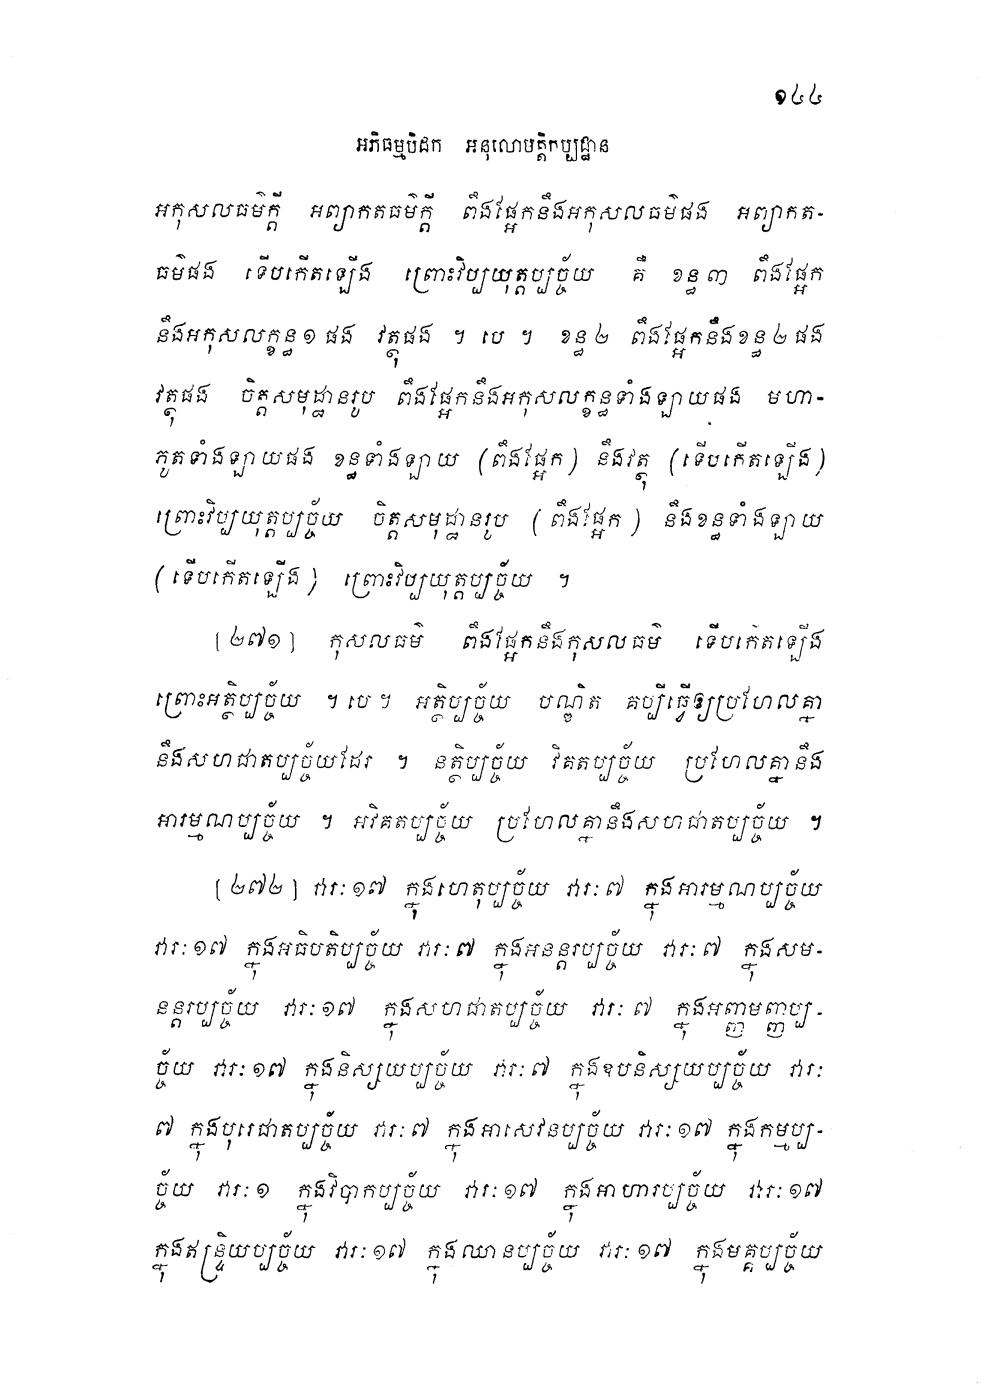 ១៤៤
អភិធម្មបិដក អនុលោមត្តិកប្បដ្ឋាន
អកុសលធម៌ក្តី អព្យាកតធម៌ក្តី ពឹងផ្អែកនឹងអកុសលធម៌ផង អព្យាកត-
ធម៌ផង ទើបកើតឡើង ព្រោះវិប្បយុត្តប្បច្ច័យ គឺ ខន្ធ ៣ ពឹងផ្អែក
នឹងអកុសលក្ខន្ធ ១ ផង វត្ថុផង ។ បេ ។ ខន្ធ ២ ពឹងផ្អែកនឹងខន្ធ ២ ផង
វត្ថុផង ចិត្តសមុដ្ឋានរូប ពឹងផ្អែកនឹងអកុសលក្ខន្ធទាំងឡាយផង មហា-
ភូតទាំងឡាយផង ខន្ធទាំងឡាយ (ពឹងផ្អែក) នឹងវត្ថុ (ទើបកើតឡើង)
ព្រោះវិប្បយុត្តប្បច្ច័យ ចិត្តសមុដ្ឋានរូប (ពឹងផ្អែក) នឹងខន្ធទាំងឡាយ
(ទើបកើតឡើង) ព្រោះវិប្បយុត្តប្បច្ច័យ ។
[២៧១] កុសលធម៌ ពឹងផ្អែកនឹងកុសលធម៌ ទើបកើតឡើង
ព្រោះអត្ថិប្បច្ច័យ ។ បេ ។ អត្ថិប្បច្ច័យ បណ្ឌិត គប្បីធ្វើឲ្យប្រហែលគ្នា
នឹងសហជាតប្បច្ច័យដែរ ។ នត្ថិប្បច្ច័យ វិគតប្បច្ច័យ ប្រហែលគ្នានឹង
អារម្មណប្បច្ច័យ ។ អវិគតប្បច្ច័យ ប្រហែលគ្នានឹងសហជាតប្បច្ច័យ ។
[២៧២] វារៈ ១៧ ក្នុងហេតុប្បច្ច័យ វារៈ ៧ ក្នុងអារម្មណប្បច្ច័យ
វារៈ ១៧ ក្នុងអធិបតិប្បច្ច័យ វារៈ ៧ ក្នុងអនន្តរប្បច្ច័យ វារៈ ៧ ក្នុងសម-
នន្តរប្បច្ច័យ វារៈ ១៧ ក្នុងសហជាតប្បច្ច័យ វារៈ ៧ ក្នុងអញ្ញមញ្ញប្ប-
ច្ច័យ វារៈ ១៧ ក្នុងនិស្សយប្បច្ច័យ វារៈ ៧ ក្នុងឧបនិស្សយប្បច្ច័យ វារៈ
៧ ក្នុងបុរេជាតប្បច្ច័យ វារៈ ៧ ក្នុងអាសេវនប្បច្ច័យ វារៈ ១៧ ក្នុងកម្មប្ប-
ច្ច័យ វារៈ ១ ក្នុងវិបាកប្បច្ច័យ វារៈ ១៧ ក្នុងអាហារប្បច្ច័យ វារៈ ១៧
ក្នុងឥន្ទ្រិយប្បច្ច័យ វារៈ ១៧ ក្នុងឈានប្បច្ច័យ វារៈ ១៧ ក្នុងមគ្គប្បច្ច័យ